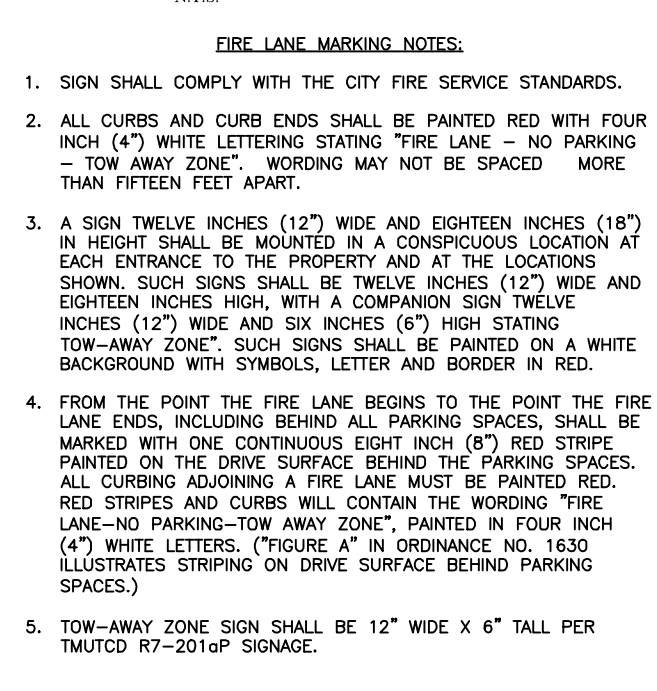 N.T.S.
FIRE LANE MARKING NOTES:
1. SIGN SHALL COMPLY WITH THE CITY FIRE SERVICE STANDARDS.
2. ALL CURBS AND CURB ENDS SHALL BE PAINTED RED WITH FOUR
INCH (4") WHITE LETTERING STATING "FIRE LANE – NO PARKING
– TOW AWAY ZONE". WORDING MAY NOT BE SPACED MORE
THAN FIFTEEN FEET APART.
3. A SIGN TWELVE INCHES (12") WIDE AND EIGHTEEN INCHES (18")
IN HEIGHT SHALL BE MOUNTED IN A CONSPICUOUS LOCATION AT
EACH ENTRANCE TO THE PROPERTY AND AT THE LOCATIONS
SHOWN. SUCH SIGNS SHALL BE TWELVE INCHES (12") WIDE AND
EIGHTEEN INCHES HIGH, WITH A COMPANION SIGN TWELVE
INCHES (12") WIDE AND SIX INCHES (6") HIGH STATING
TOW–AWAY ZONE". SUCH SIGNS SHALL BE PAINTED ON A WHITE
BACKGROUND WITH SYMBOLS, LETTER AND BORDER IN RED.
4. FROM THE POINT THE FIRE LANE BEGINS TO THE POINT THE FIRE
LANE ENDS, INCLUDING BEHIND ALL PARKING SPACES, SHALL BE
MARKED WITH ONE CONTINUOUS EIGHT INCH (8") RED STRIPE
PAINTED ON THE DRIVE SURFACE BEHIND THE PARKING SPACES.
ALL CURBING ADJOINING A FIRE LANE MUST BE PAINTED RED.
RED STRIPES AND CURBS WILL CONTAIN THE WORDING "FIRE
LANE–NO PARKING–TOW AWAY ZONE", PAINTED IN FOUR INCH
(4") WHITE LETTERS. ("FIGURE A" IN ORDINANCE NO. 1630
ILLUSTRATES STRIPING ON DRIVE SURFACE BEHIND PARKING
SPACES.)
5. TOW–AWAY ZONE SIGN SHALL BE 12" WIDE X 6" TALL PER
TMUTCD R7–201aP SIGNAGE.